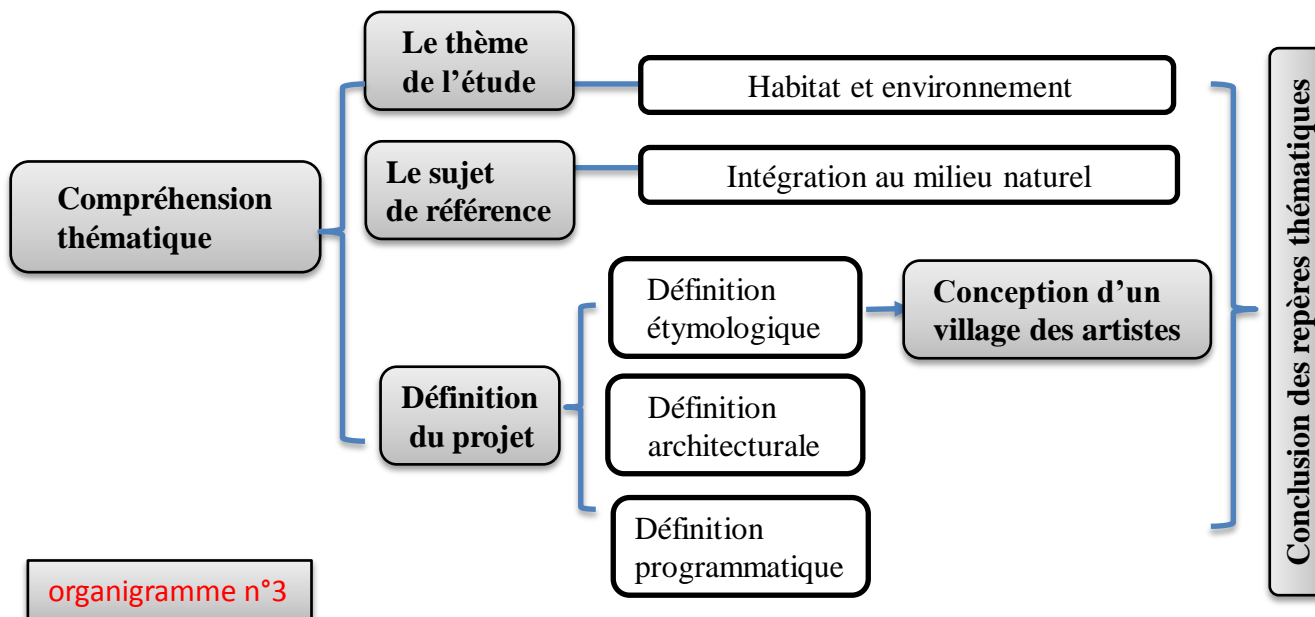 Compréhension
thématique
Le thème
de l’étude
Habitat et environnement
Le sujet
de référence
Intégration au milieu naturel
Définition
du projet
Définition
étymologique
Conception d’un
village des artistes
Définition
architecturale
Définition
programmatique
Conclusion des repères thématiques
organigramme n°3